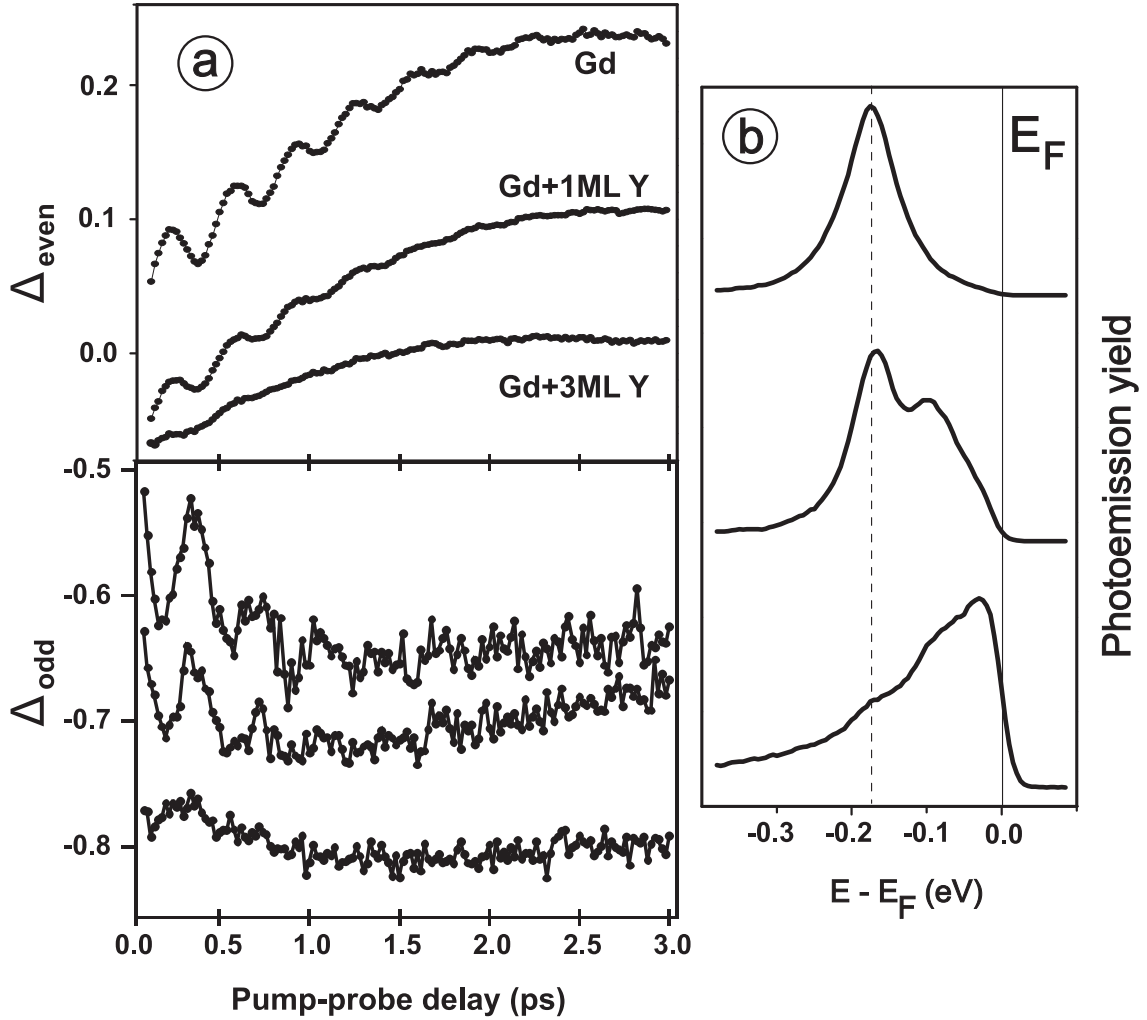 a
Gd
0.2
Gd+1ML Y
0.1
Δeven
0.0
Gd+3ML Y
-0.5
-0.6
Δodd
-0.7
-0.8
0.0 0.5 1.0 1.5 2.0 2.5 3.0
Pump-probe delay (ps)
b
EF
Photoemission yield
-0.3 -0.2 -0.1 0.0
E - EF (eV)